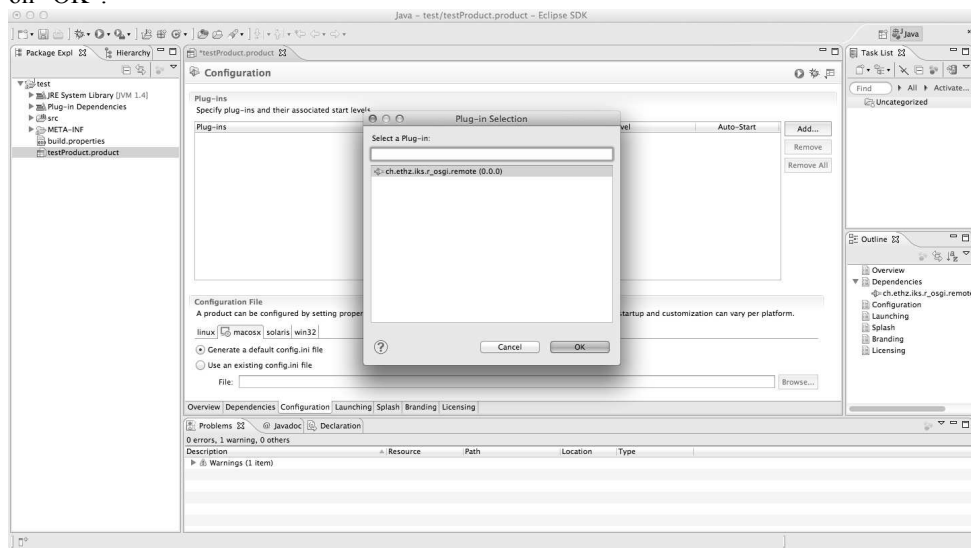 on "OK".
Java – test/testProduct.product – Eclipse SDK
Java
Package Expl
Hierarchy
*testProduct.product
Task List
test
JRE System Library [JVM 1.4]
Plug-in Dependencies
src
META-INF
build.properties
testProduct.product
Configuration
Plug-ins
Specify plug-ins and their associated start levels
Plug-ins
vel
Auto-Start
Add...
Remove
Remove All
Plug-in Selection
Select a Plug-in:
ch.ethz.iks.r_osgi.remote (0.0.0)
Cancel
OK
Find
All
Activate...
Uncategorized
Outline
Overview
Dependencies
ch.ethz.iks.r_osgi.remot
Configuration
Launching
Splash
Branding
Licensing
Configuration File
A product can be configured by setting proper
startup and customization can vary per platform.
linux
macosx
solaris
win32
Generate a default config.ini file
Use an existing config.ini file
File:
Browse...
Overview
Dependencies
Configuration
Launching
Splash
Branding
Licensing
Problems
@ Javadoc
Declaration
0 errors, 1 warning, 0 others
Description
Resource
Path
Location
Type
Warnings (1 item)